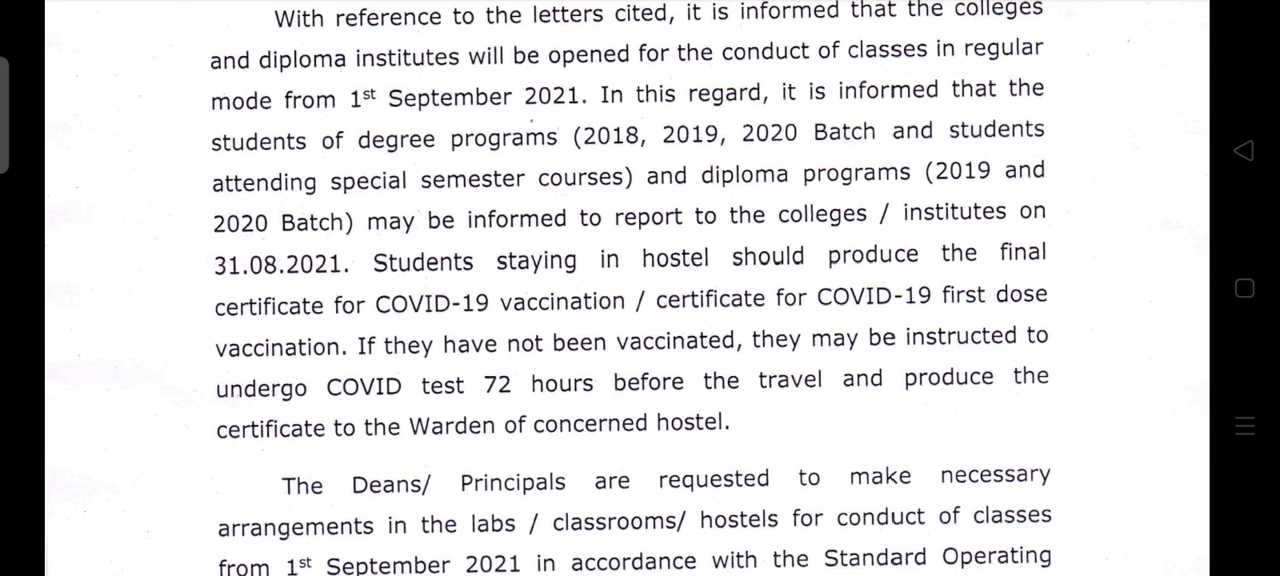 With reference to the letters cited, it is informed that the colleges
and diploma institutes will be opened for the conduct of classes in regular
mode from 1st September 2021. In this regard, it is informed that the
students of degree programs (2018, 2019, 2020 Batch and students
attending special semester courses) and diploma programs (2019 and
2020 Batch) may be informed to report to the colleges / institutes on
31.08.2021. Students staying in hostel should produce the final
certificate for COVID-19 vaccination / certificate for COVID-19 first dose
vaccination. If they have not been vaccinated, they may be instructed to
undergo COVID test 72 hours before the travel and produce the
certificate to the Warden of concerned hostel.
The Deans/ Principals are requested to make necessary
arrangements in the labs / classrooms/ hostels for conduct of classes
from 1st September 2021 in accordance with the Standard Operating